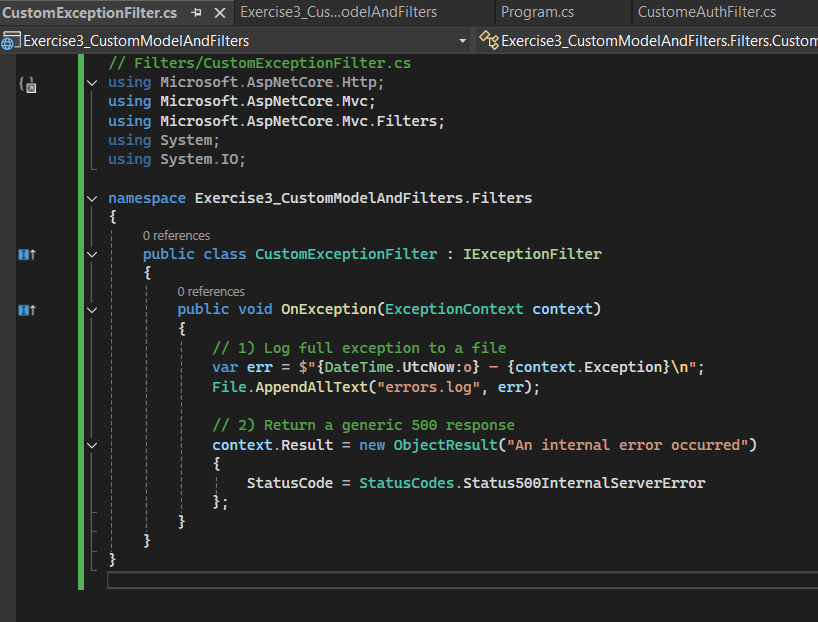 CustomExceptionFilter.cs
Exercise3_Cus...odelAndFilters
Program.cs
CustomeAuthFilter.cs
Exercise3_CustomModelAndFilters
Exercise3_CustomModelAndFilters.Filters.Custom
// Filters/CustomExceptionFilter.cs
using Microsoft.AspNetCore.Http;
using Microsoft.AspNetCore.Mvc;
using Microsoft.AspNetCore.Mvc.Filters;
using System;
using System.IO;
namespace Exercise3_CustomModelAndFilters.Filters
{
0 references
public class CustomExceptionFilter : IExceptionFilter
{
0 references
public void OnException(ExceptionContext context)
{
// 1) Log full exception to a file
var err = $"{DateTime.UtcNow:o} — {context.Exception}\n";
File.AppendAllText("errors.log", err);
// 2) Return a generic 500 response
context.Result = new ObjectResult("An internal error occurred")
{
StatusCode = StatusCodes.Status500InternalServerError
};
}
}
}